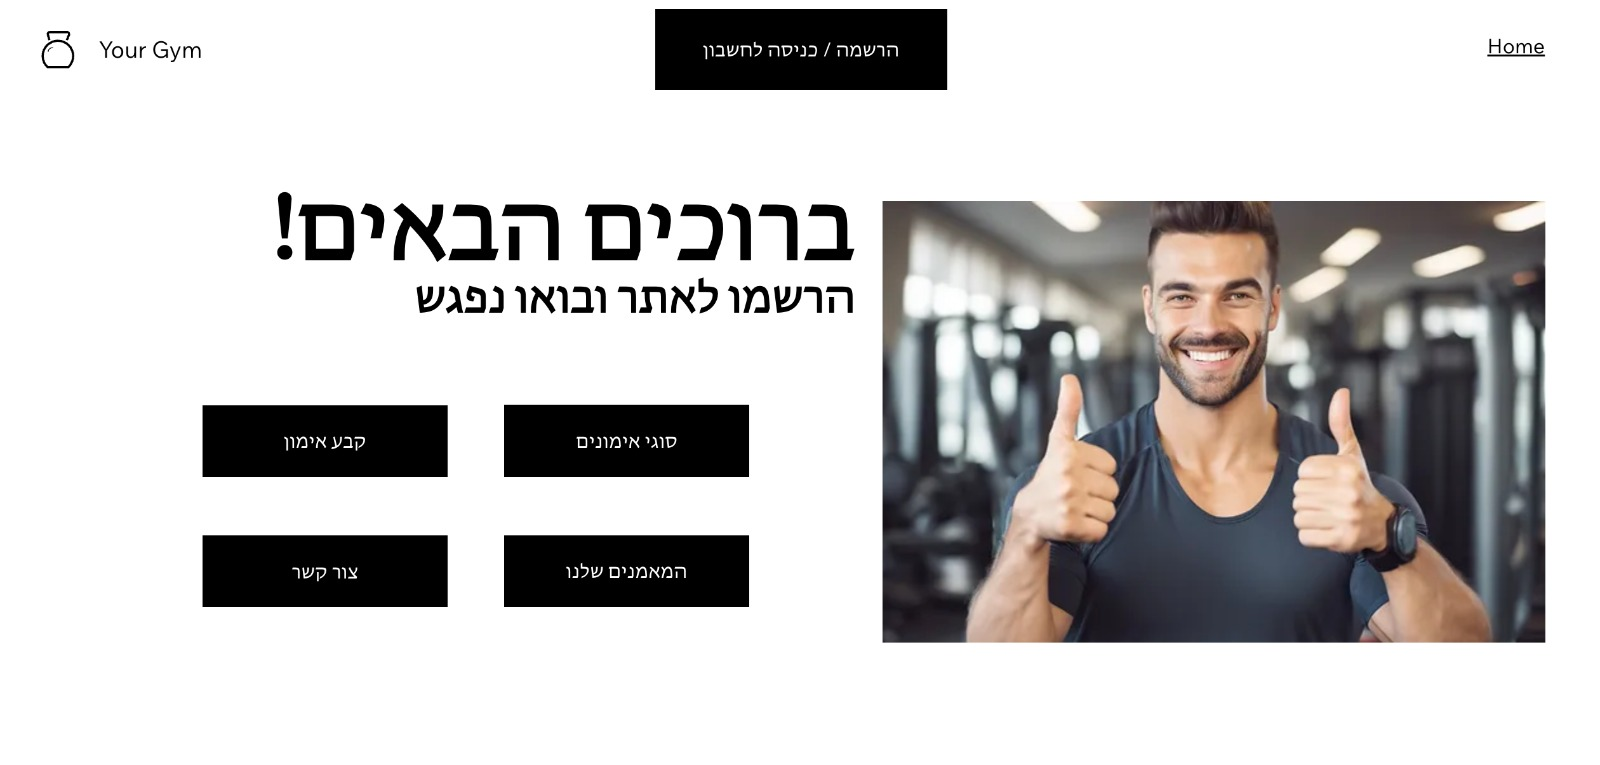 Your Gym
הרשמה / כניסה לחשבון
Home
ברוכים הבאים!
הרשמו לאתר ובואו נפגש
סוגי אימונים
קבע אימון
המאמנים שלנו
צור קשר